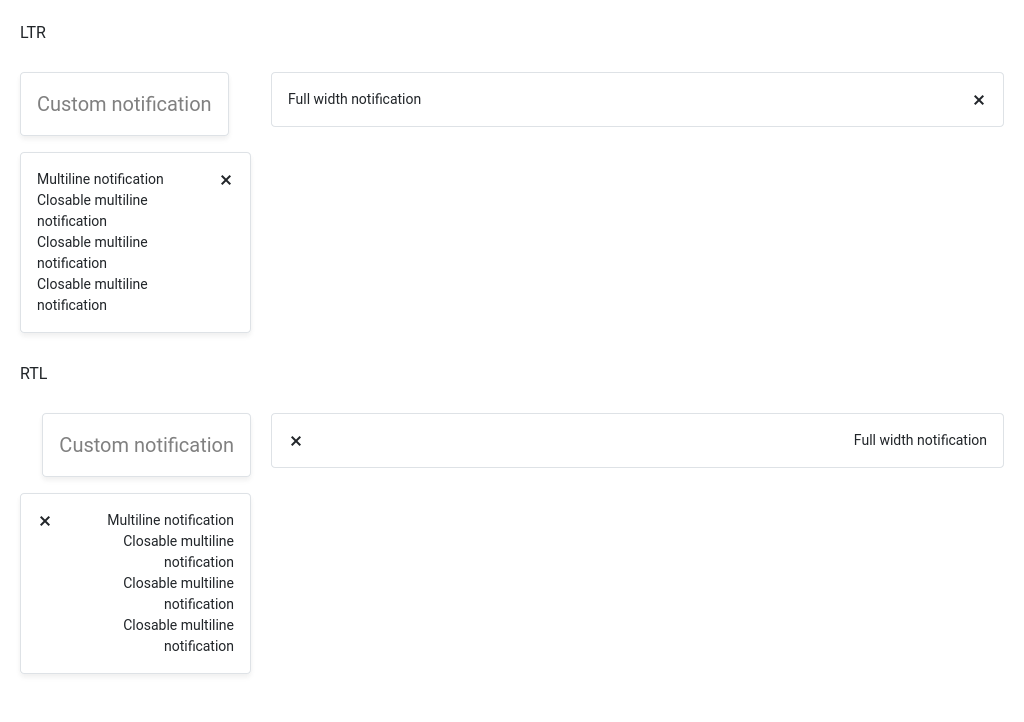 LTR
Custom notification
Full width notification
Multiline notification
Closable multiline
notification
Closable multiline
notification
Closable multiline
notification
RTL
Custom notification
Full width notification
Multiline notification
Closable multiline
notification
Closable multiline
notification
Closable multiline
notification